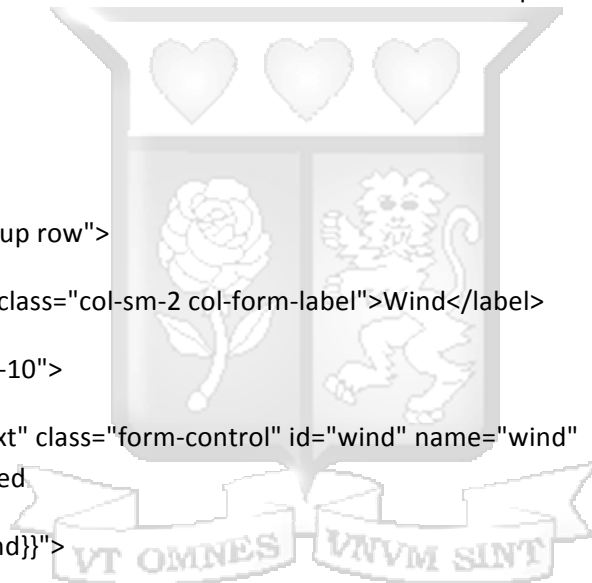 up row">
class="col-sm-2 col-form-label">Wind</label>
-10">
xt" class="form-control" id="wind" name="wind"
ed
nd}}">
VT OMNES VNVM SINT